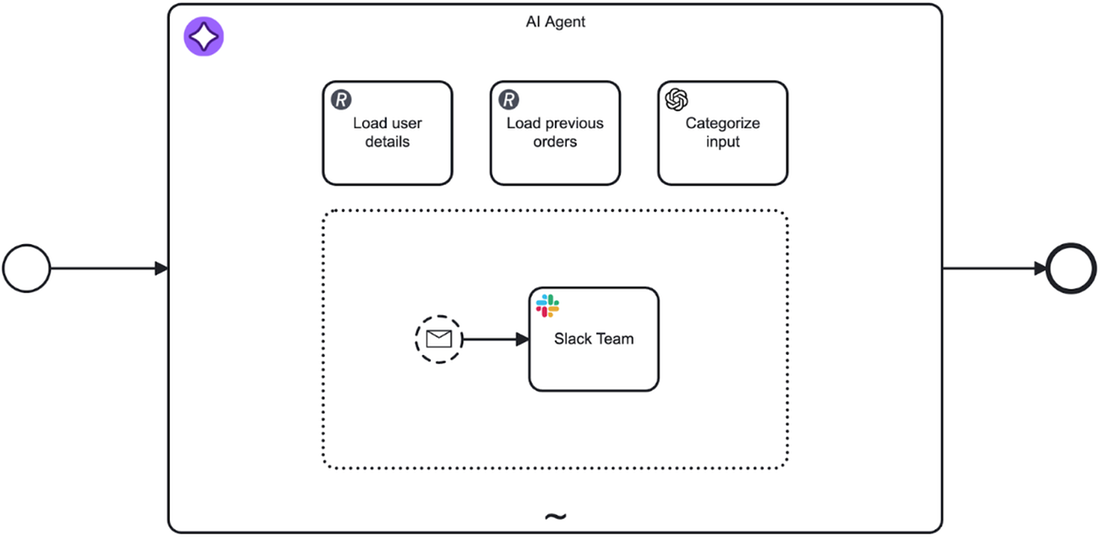 AI Agent
R
Load user
details
R
Load previous
orders
Categorize
input
Slack Team
~